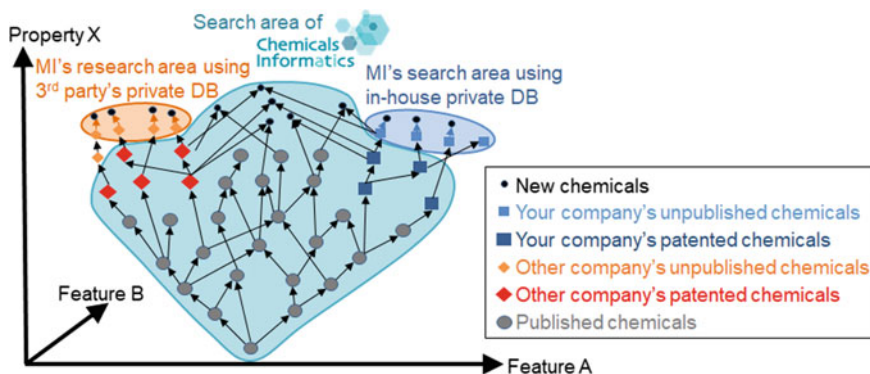 Search area of
Chemicals
Informatics
Property X
MI's research area using
3rd party's private DB
MI's search area using
in-house private DB
New chemicals
Your company's unpublished chemicals
Your company's patented chemicals
Other company's unpublished chemicals
Other company's patented chemicals
Published chemicals
Feature B
Feature A